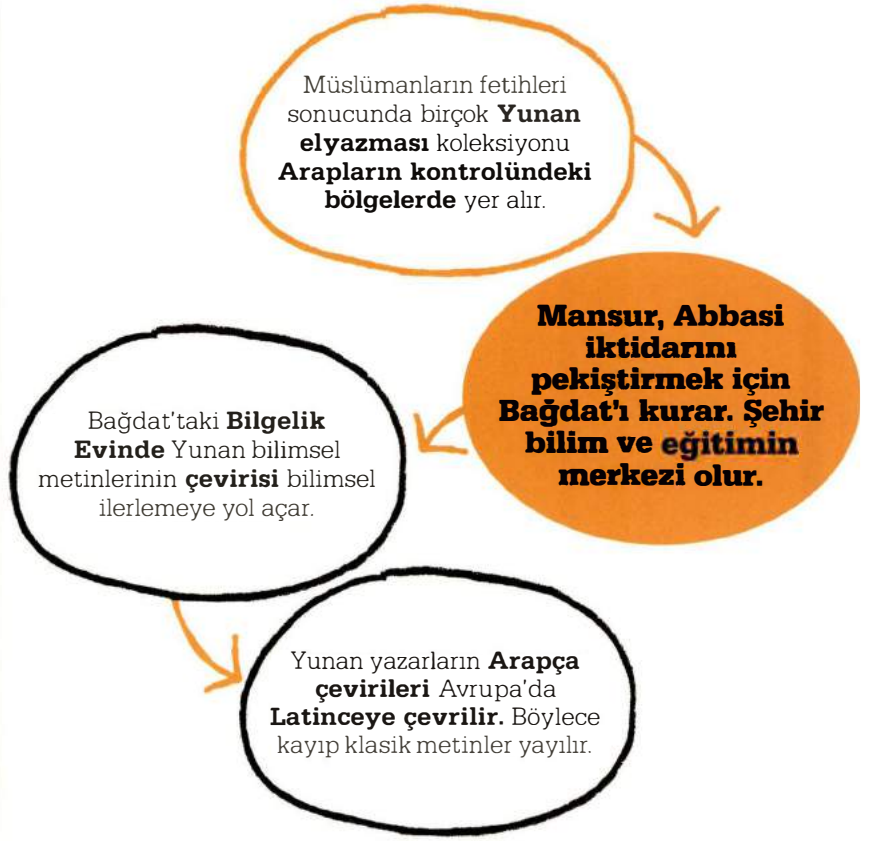 Müslümanların fetihleri
sonucunda birçok Yunan
elyazması koleksiyonu
Arapların kontrolündeki
bölgelerde yer alır.
Mansur, Abbasi
iktidarını
pekiştirmek için
Bağdat'ı kurar. Şehir
bilim ve eğitimin
merkezi olur.
Bağdat'taki Bilgelik
Evinde Yunan bilimsel
metinlerinin çevirisi bilimsel
ilerlemeye yol açar.
Yunan yazarların Arapça
çevirileri Avrupa'da
Latinceye çevrilir. Böylece
kayıp klasik metinler yayılır.